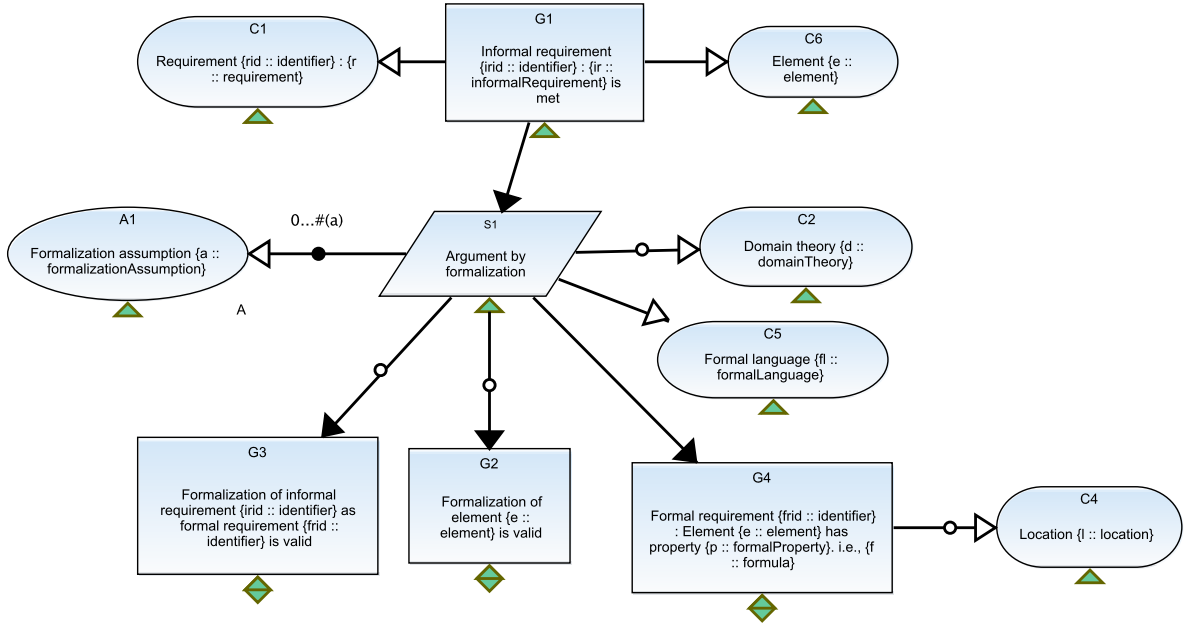 C1
Requirement {rid :: identifier} : {r
:: requirement}
G1
Informal requirement
{irid :: identifier} : {ir ::
informalRequirement} is
met
C6
Element {e ::
element}
A1
Formalization assumption {a ::
formalizationAssumption}
A
0...#(a)
S1
Argument by
formalization
C2
Domain theory {d ::
domainTheory}
C5
Formal language {fl ::
formalLanguage}
G3
Formalization of informal
requirement {irid :: identifier} as
formal requirement {frid ::
identifier} is valid
G2
Formalization of
element {e ::
element} is valid
G4
Formal requirement {frid :: identifier}
: Element {e :: element} has
property {p :: formalProperty}. i.e., {f
:: formula}
C4
Location {l :: location}